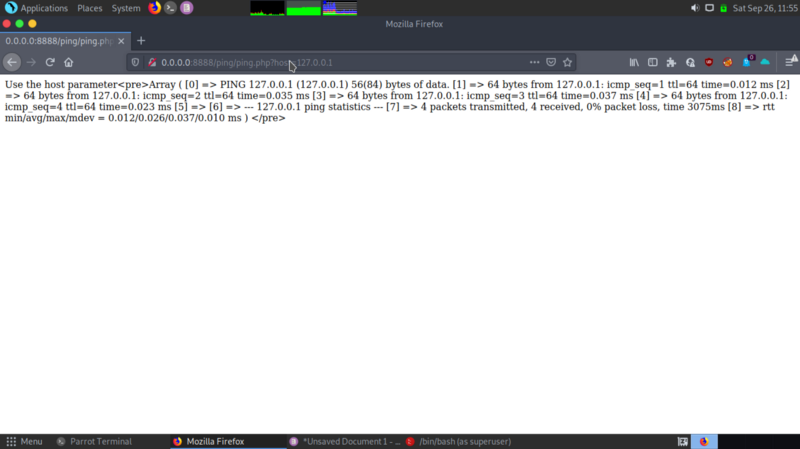 Applications Places System Sat Sep 26, 11:55
Mozilla Firefox
0.0.0.0:8888/ping/ping.php
0.0.0.0:8888/ping/ping.php?host=127.0.0.1
Use the host parameter<pre>Array ( [0] => PING 127.0.0.1 (127.0.0.1) 56(84) bytes of data. [1] => 64 bytes from 127.0.0.1: icmp_seq=1 ttl=64 time=0.012 ms [2]
=> 64 bytes from 127.0.0.1: icmp_seq=2 ttl=64 time=0.035 ms [3] => 64 bytes from 127.0.0.1: icmp_seq=3 ttl=64 time=0.037 ms [4] => 64 bytes from 127.0.0.1:
icmp_seq=4 ttl=64 time=0.023 ms [5] => [6] => --- 127.0.0.1 ping statistics --- [7] => 4 packets transmitted, 4 received, 0% packet loss, time 3075ms [8] => rtt
min/avg/max/mdev = 0.012/0.026/0.037/0.010 ms ) </pre>
Menu Parrot Terminal Mozilla Firefox *Unsaved Document 1 - ... /bin/bash (as superuser)